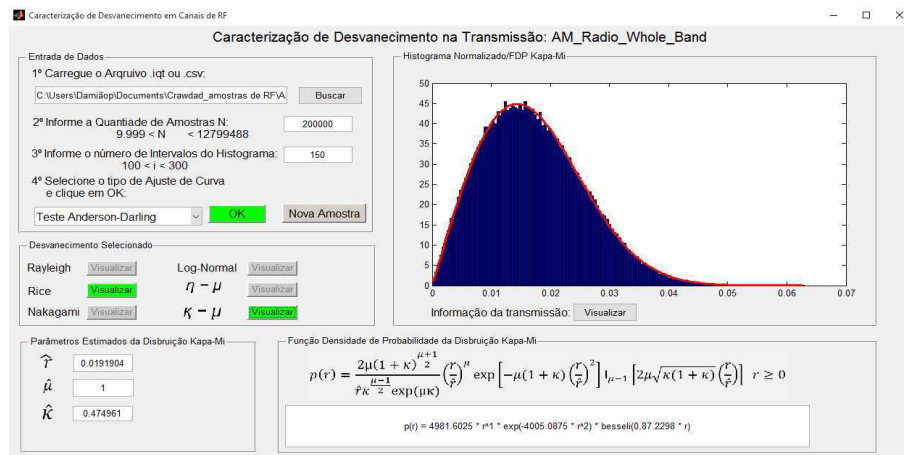 Caracterização de Desvanecimento em Canais de RF
Caracterização de Desvanecimento na Transmissão: AM_Radio_Whole_Band
Entrada de Dados
1º Carregue o Arqruivo .iqt ou .csv:
C:\Users\Damiãop\Documents\Crawdad_amostras de RF\A
Buscar
2º Informe a Quantiade de Amostras N:
9.999 < N < 12799488
200000
3º Informe o número de Intervalos do Histograma:
100 < i < 300
150
4º Selecione o tipo de Ajuste de Curva
e clique em OK:
Teste Anderson-Darling
OK
Nova Amostra
Desvanecimento Selecionado
Rayleigh Visualizar Log-Normal Visualizar
Rice Visualizar η − μ Visualizar
Nakagami Visualizar κ − μ Visualizar
Histograma Normalizado/FDP Kapa-Mi
50
45
40
35
30
25
20
15
10
5
0
0 0.01 0.02 0.03 0.04 0.05 0.06 0.07
Informação da transmissão: Visualizar
Parâmetros Estimados da Disbruição Kapa-Mi
r̂ 0.0191904
μ̂ 1
κ̂ 0.474961
Função Densidade de Probabilidade da Disbruição Kapa-Mi
p(r) = \frac{2μ(1 + κ)^{\frac{μ+1}{2}}}{r̂κ^{\frac{μ−1}{2}} exp(μκ)} (\frac{r}{r̂})^μ exp [−μ(1 + κ) (\frac{r}{r̂})^2] I_{μ−1} [2μ√{κ(1 + κ)} (\frac{r}{r̂})] r ≥ 0
p(r) = 4981.6025 * r^1 * exp(-4005.0875 * r^2) * besseli(0,87.2298 * r)